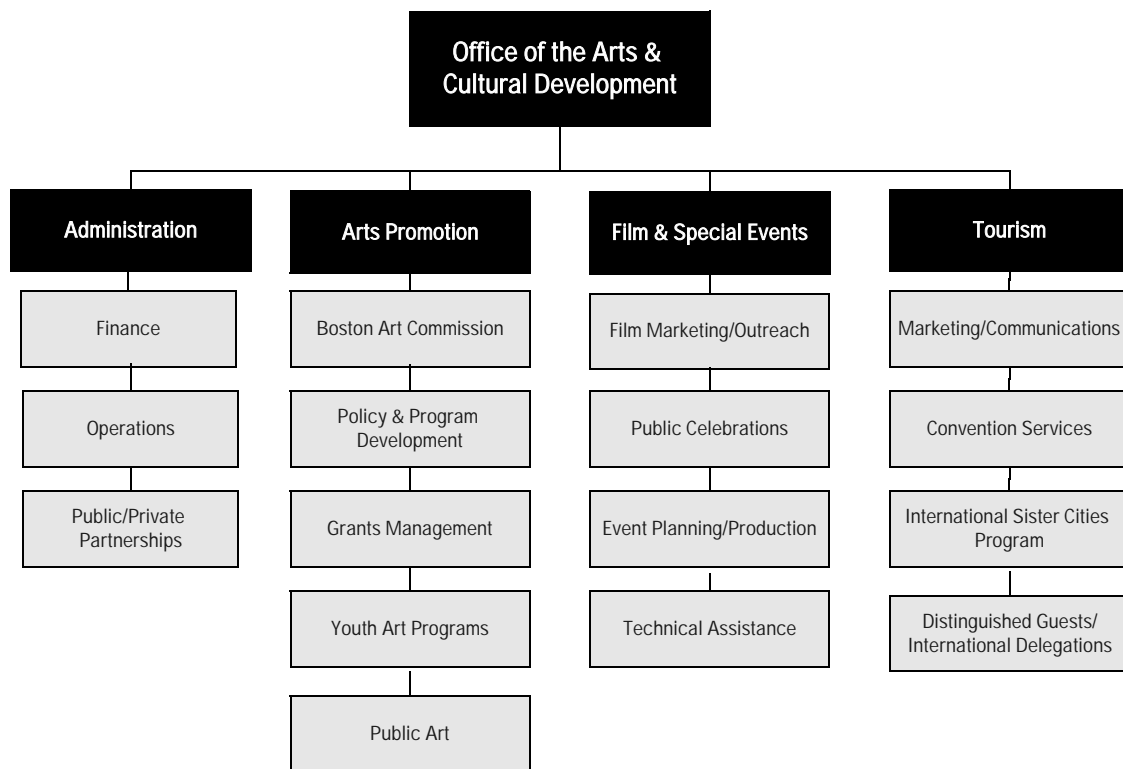 Office of the Arts &
Cultural Development
Administration
Arts Promotion
Film & Special Events
Tourism
Finance
Operations
Public/Private
Partnerships
Boston Art Commission
Policy & Program
Development
Grants Management
Youth Art Programs
Public Art
Film Marketing/Outreach
Public Celebrations
Event Planning/Production
Technical Assistance
Marketing/Communications
Convention Services
International Sister Cities
Program
Distinguished Guests/
International Delegations